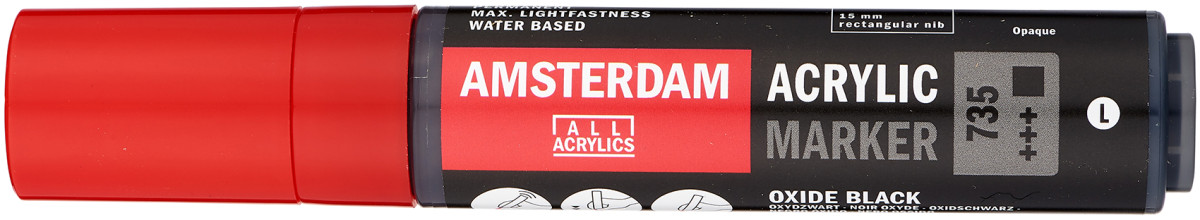 PERMANENT
MAX. LIGHTFASTNESS
WATER BASED
AMSTERDAM
ALL
ACRYLICS
15 mm
rectangular nib
Opaque
ACRYLIC
MARKER
735
+++
L
OXIDE BLACK
OXYDZWART - NOIR OXYDE - OXIDSCHWARZ -